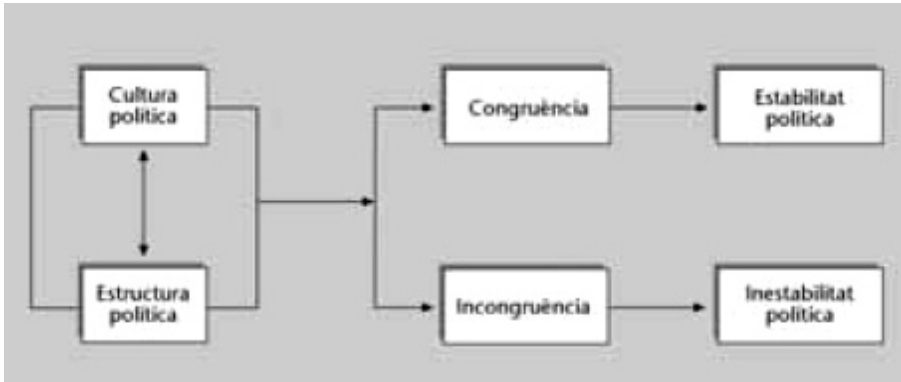 Cultura
política
Congruència
Estabilitat
política
Estructura
política
Incongruència
Inestabilitat
política